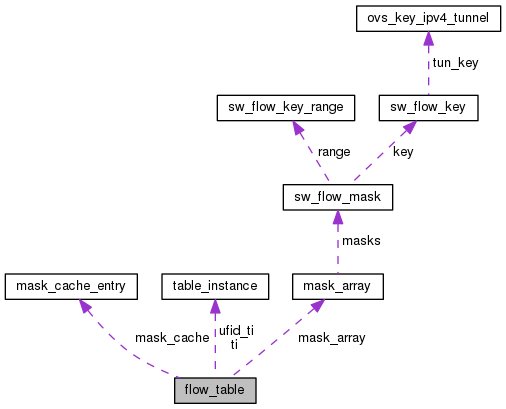 ovs_key_ipv4_tunnel
tun_key
sw_flow_key_range
sw_flow_key
range
key
sw_flow_mask
masks
mask_cache_entry
table_instance
mask_array
mask_cache
ufid_ti
ti
mask_array
flow_table